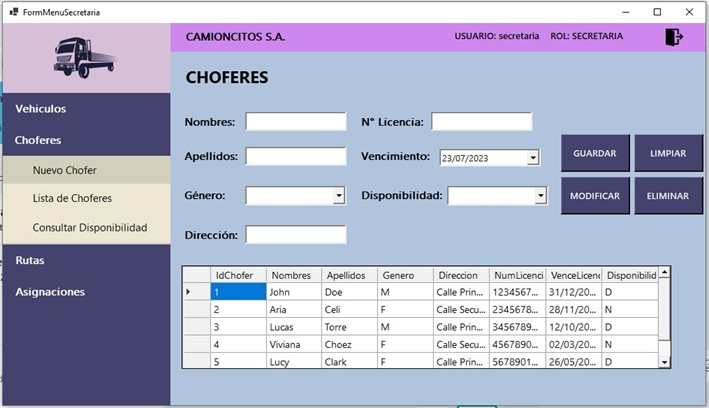 FormMenuSecretaria
CAMIONCITOS S.A. USUARIO: secretaria ROL: SECRETARIA
CHOFERES
Vehiculos
Choferes
Nuevo Chofer
Lista de Choferes
Consultar Disponibilidad
Rutas
Asignaciones
Nombres: N° Licencia:
Apellidos: Vencimiento: 23/07/2023
Género: Disponibilidad:
Dirección:
GUARDAR LIMPIAR
MODIFICAR ELIMINAR
IdChofer Nombres Apellidos Genero Direccion NumLicenci VenceLicenc Disponibilid
1 John Doe M Calle Prin... 1234567... 31/12/20... D
2 Aria Celi F Calle Secu... 2345678... 28/11/20... N
3 Lucas Torre M Calle Prin... 3456789... 12/10/20... D
4 Viviana Choez F Calle Secu... 4567890... 02/03/20... N
5 Lucy Clark F Calle Prin... 5678901... 26/05/20... D